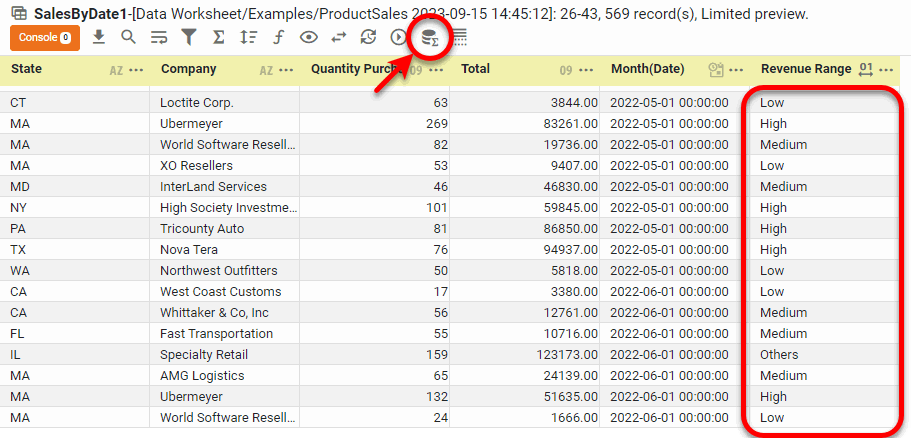 SalesByDate1-[Data Worksheet/Examples/ProductSales 2023-09-15 14:45:12]: 26-43, 569 record(s), Limited preview.
Console 0
State AZ ••• Company AZ ••• Quantity Purcha 09 ••• Total 09 ••• Month(Date) ••• Revenue Range 01 •••
CT Loctite Corp. 63 3844.00 2022-05-01 00:00:00 Low
MA Ubermeyer 269 83261.00 2022-05-01 00:00:00 High
MA World Software Resell... 82 19736.00 2022-05-01 00:00:00 Medium
MA XO Resellers 53 9407.00 2022-05-01 00:00:00 Low
MD InterLand Services 46 46830.00 2022-05-01 00:00:00 Medium
NY High Society Investme... 101 59845.00 2022-05-01 00:00:00 High
PA Tricounty Auto 81 86850.00 2022-05-01 00:00:00 High
TX Nova Tera 76 94937.00 2022-05-01 00:00:00 High
WA Northwest Outfitters 50 5818.00 2022-05-01 00:00:00 Low
CA West Coast Customs 17 3380.00 2022-06-01 00:00:00 Low
CA Whittaker & Co, Inc 56 12761.00 2022-06-01 00:00:00 Medium
FL Fast Transportation 55 10716.00 2022-06-01 00:00:00 Medium
IL Specialty Retail 159 123173.00 2022-06-01 00:00:00 Others
MA AMG Logistics 65 24139.00 2022-06-01 00:00:00 Medium
MA Ubermeyer 132 51635.00 2022-06-01 00:00:00 High
MA World Software Resell... 24 1666.00 2022-06-01 00:00:00 Low